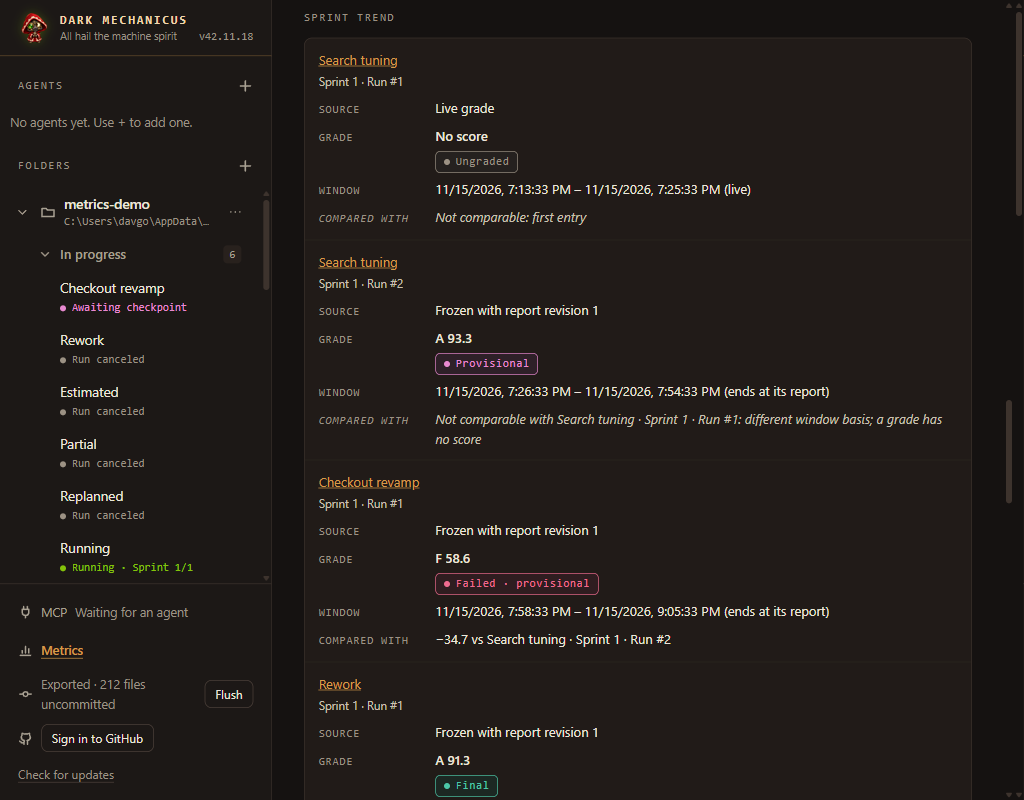 DARK MECHANICUS
All hail the machine spirit v42.11.18
AGENTS +
No agents yet. Use + to add one.
FOLDERS +
metrics-demo
C:\Users\davgo\AppData\…
In progress 6
Checkout revamp
Awaiting checkpoint
Rework
Run canceled
Estimated
Run canceled
Partial
Run canceled
Replanned
Run canceled
Running
Running · Sprint 1/1
MCP Waiting for an agent
Metrics
Exported · 212 files
uncommitted
Flush
Sign in to GitHub
Check for updates
SPRINT TREND
Search tuning
Sprint 1 · Run #1
SOURCE Live grade
GRADE No score
Ungraded
WINDOW 11/15/2026, 7:13:33 PM – 11/15/2026, 7:25:33 PM (live)
COMPARED WITH Not comparable: first entry
Search tuning
Sprint 1 · Run #2
SOURCE Frozen with report revision 1
GRADE A 93.3
Provisional
WINDOW 11/15/2026, 7:26:33 PM – 11/15/2026, 7:54:33 PM (ends at its report)
COMPARED WITH Not comparable with Search tuning · Sprint 1 · Run #1: different window basis; a grade has
no score
Checkout revamp
Sprint 1 · Run #1
SOURCE Frozen with report revision 1
GRADE F 58.6
Failed · provisional
WINDOW 11/15/2026, 7:58:33 PM – 11/15/2026, 9:05:33 PM (ends at its report)
COMPARED WITH −34.7 vs Search tuning · Sprint 1 · Run #2
Rework
Sprint 1 · Run #1
SOURCE Frozen with report revision 1
GRADE A 91.3
Final